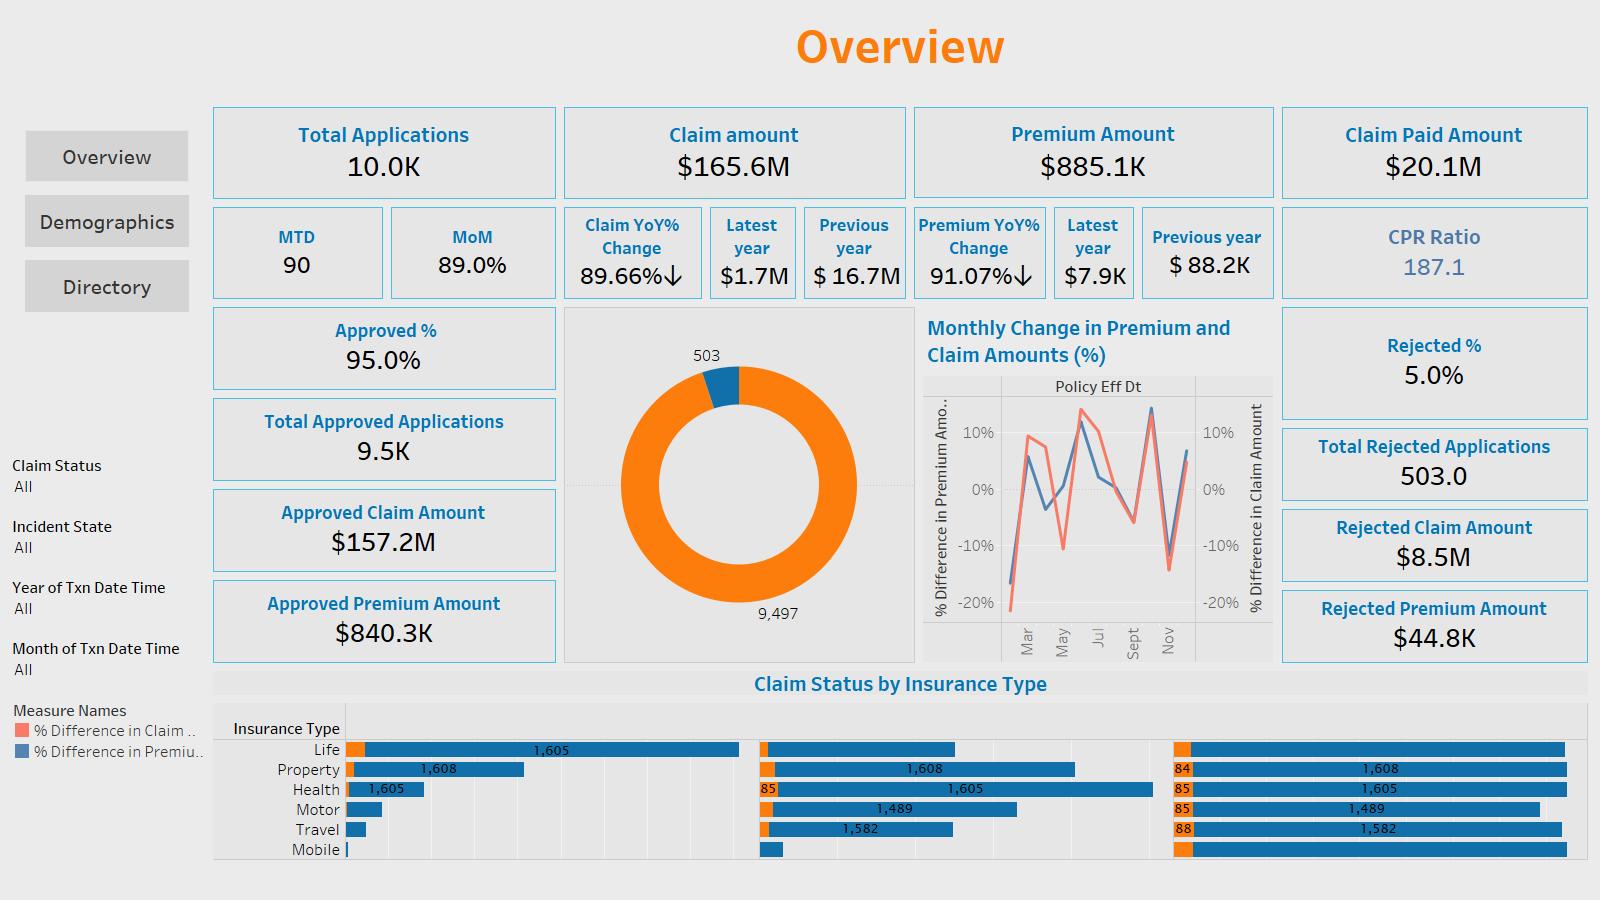 Overview
Overview
Demographics
Directory
Total Applications
10.0K
Claim amount
$165.6M
Premium Amount
$885.1K
Claim Paid Amount
$20.1M
MTD
90
MoM
89.0%
Claim YoY%
Change
89.66%↓
Latest
year
$1.7M
Previous
year
$ 16.7M
Premium YoY%
Change
91.07%↓
Latest
year
$7.9K
Previous year
$ 88.2K
CPR Ratio
187.1
Approved %
95.0%
Total Approved Applications
9.5K
Approved Claim Amount
$157.2M
Approved Premium Amount
$840.3K
503
9,497
Monthly Change in Premium and
Claim Amounts (%)
Policy Eff Dt
% Difference in Premium Amo..
10%
0%
-10%
-20%
10%
0%
-10%
-20%
% Difference in Claim Amount
Mar
May
Jul
Sept
Nov
Rejected %
5.0%
Total Rejected Applications
503.0
Rejected Claim Amount
$8.5M
Rejected Premium Amount
$44.8K
Claim Status
All
Incident State
All
Year of Txn Date Time
All
Month of Txn Date Time
All
Measure Names
% Difference in Claim ..
% Difference in Premiu..
Claim Status by Insurance Type
Insurance Type
Life 1,605
Property 1,608 1,608 84 1,608
Health 1,605 85 1,605 85 1,605
Motor 1,489 85 1,489
Travel 1,582 88 1,582
Mobile